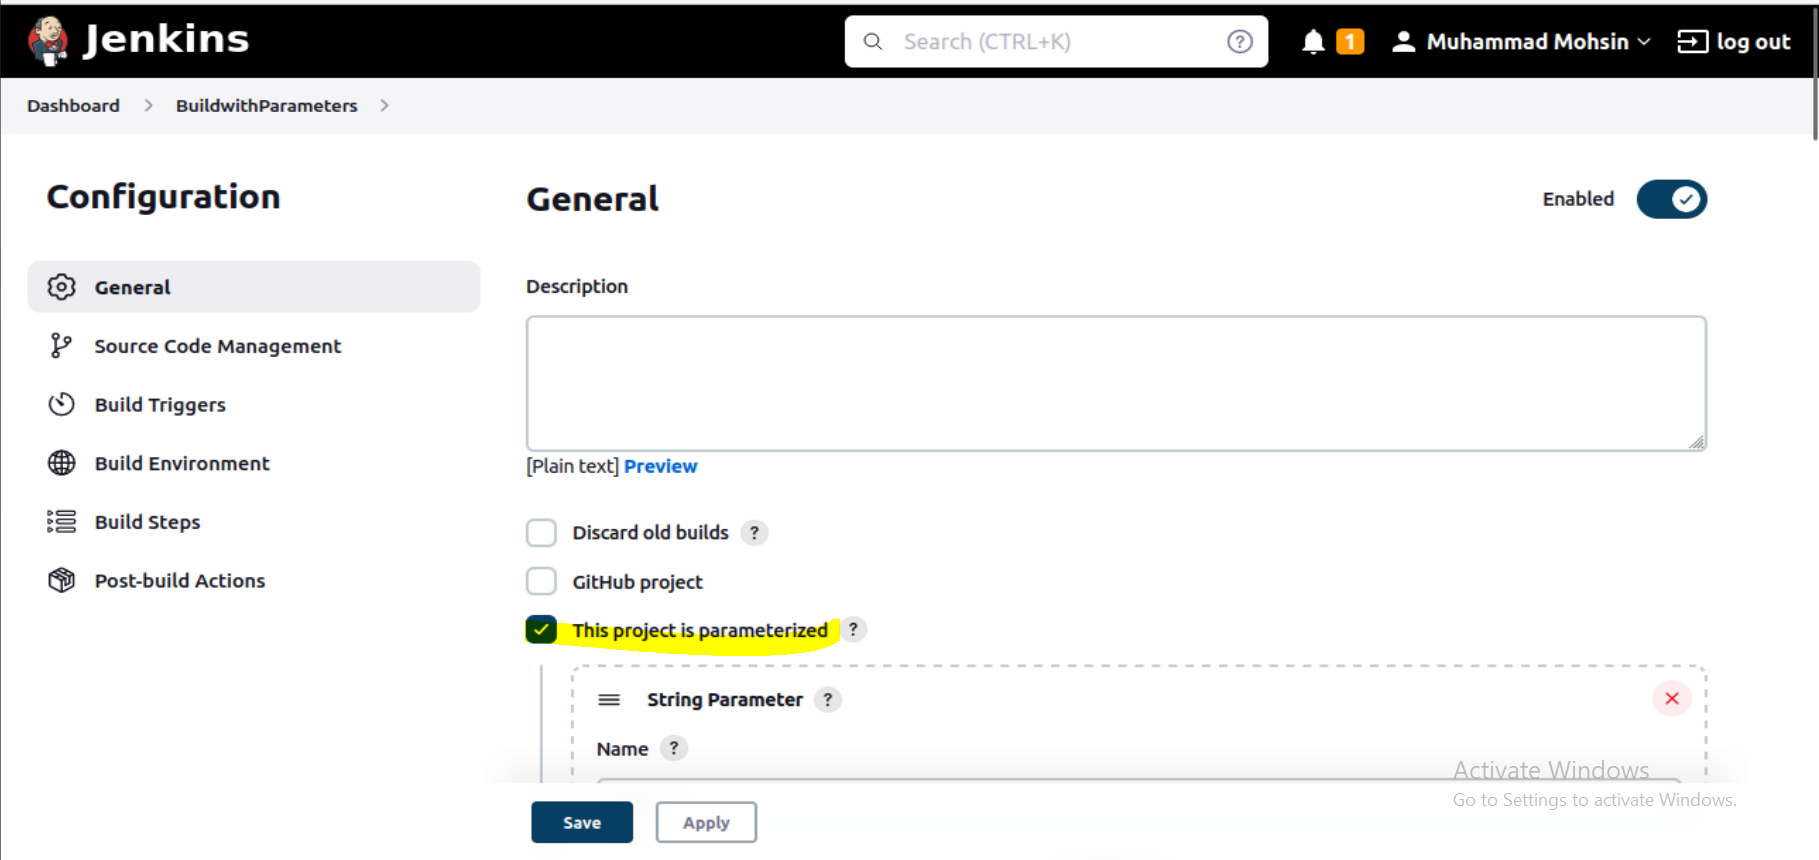 Jenkins
Search (CTRL+K)
?
1
Muhammad Mohsin
log out
Dashboard > BuildwithParameters >
Configuration
General
Source Code Management
Build Triggers
Build Environment
Build Steps
Post-build Actions
General
Enabled
Description
[Plain text] Preview
Discard old builds ?
GitHub project
This project is parameterized ?
String Parameter ?
Name ?
Activate Windows
Go to Settings to activate Windows.
Save
Apply